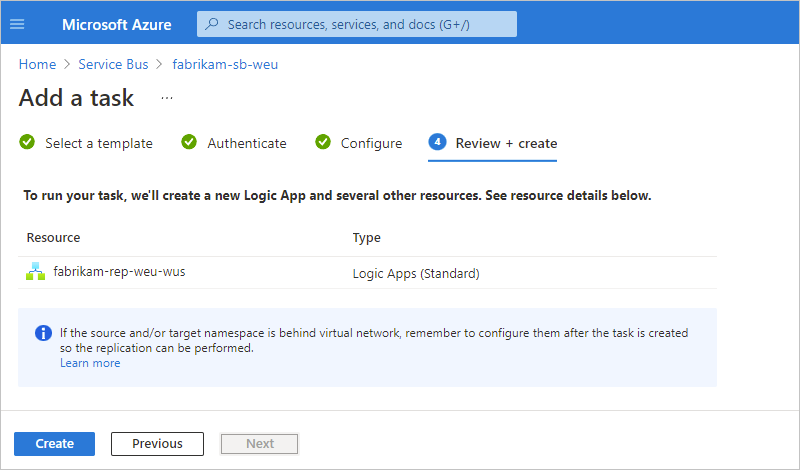 Microsoft Azure
Search resources, services, and docs (G+/)
Home > Service Bus > fabrikam-sb-weu
Add a task ...
Select a template
Authenticate
Configure
4 Review + create
To run your task, we'll create a new Logic App and several other resources. See resource details below.
Resource Type
fabrikam-rep-weu-wus Logic Apps (Standard)
If the source and/or target namespace is behind virtual network, remember to configure them after the task is created
so the replication can be performed.
Learn more
Create Previous Next